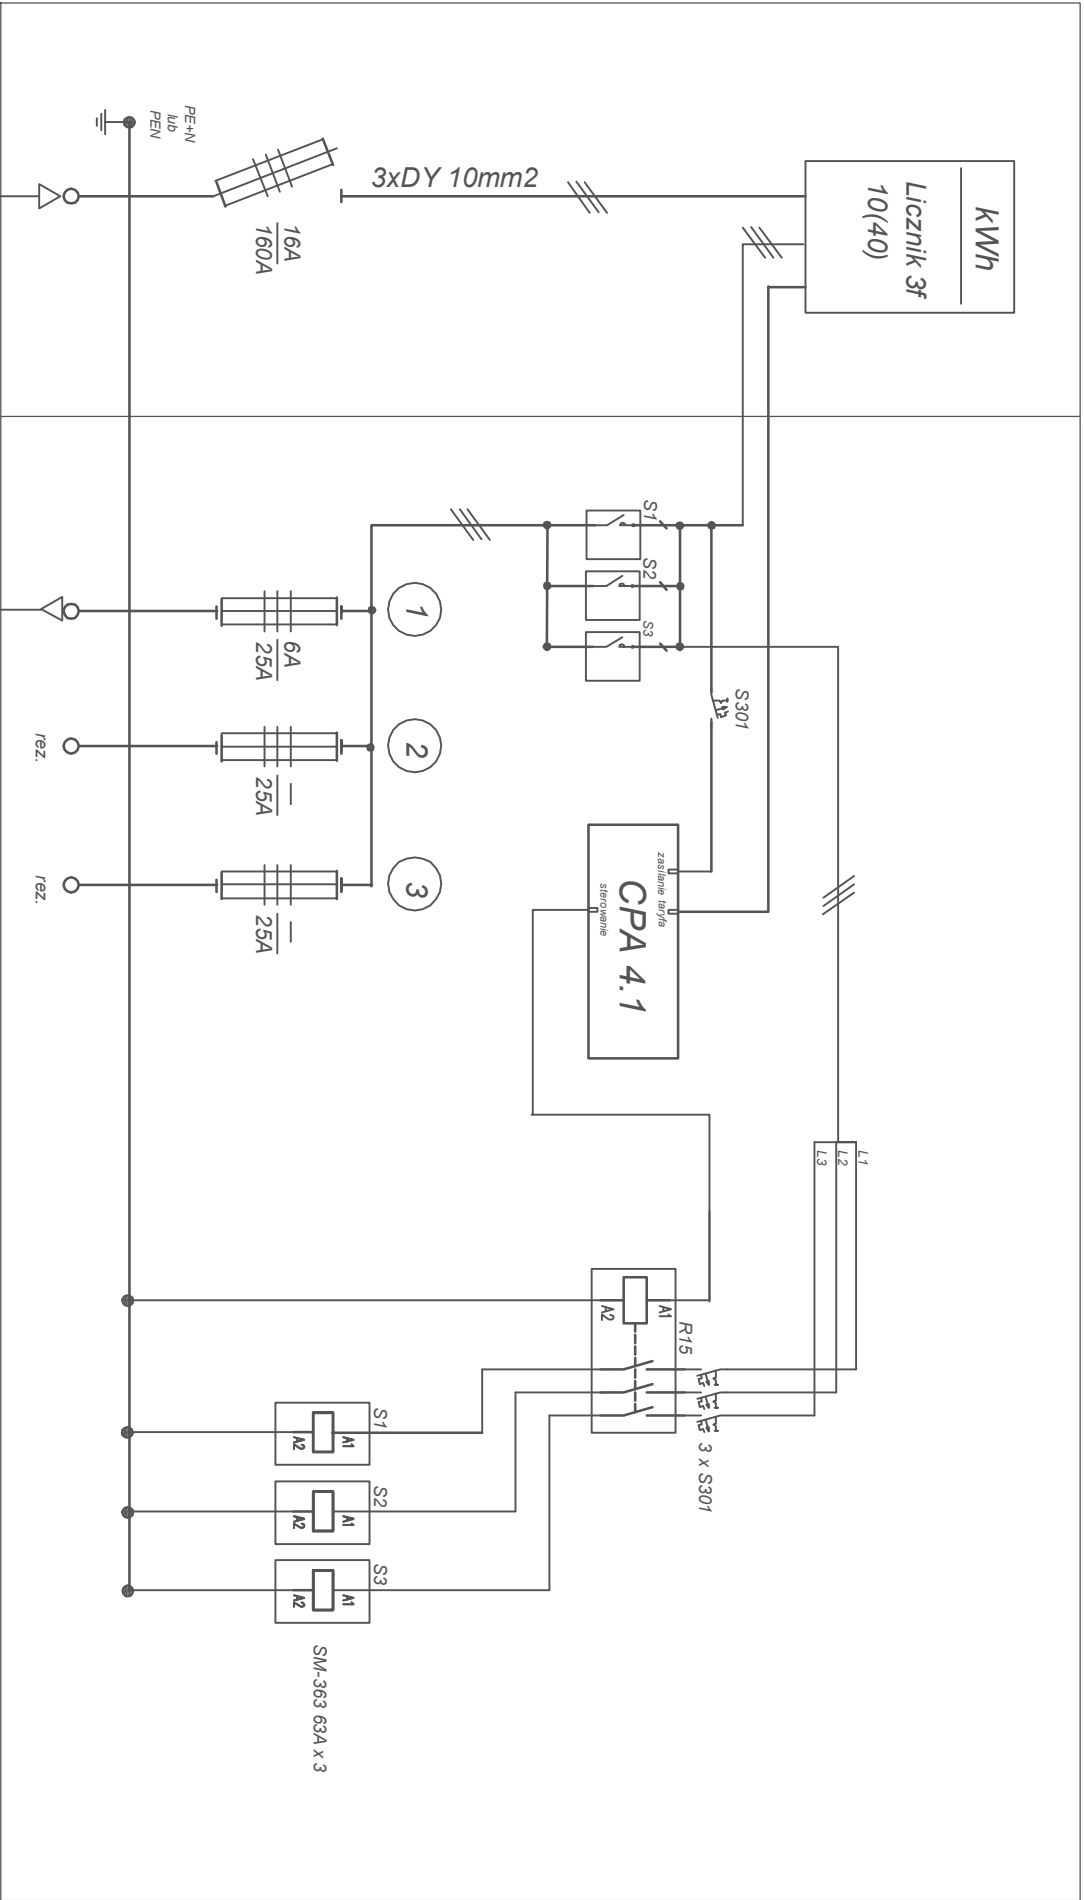 kWh
Licznik 3f
10(40)
3xDY 10mm2
16A
160A
PE+N
lub
PEN
S1
S2
S3
S301
1
2
3
6A
25A
—
25A
—
25A
rez.
rez.
zasilanie taryfa
CPA 4.1
sterowanie
L1
L2
L3
R15
A1
A2
3 x S301
S1
A1
A2
S2
A1
A2
S3
A1
A2
SM-363 63A x 3